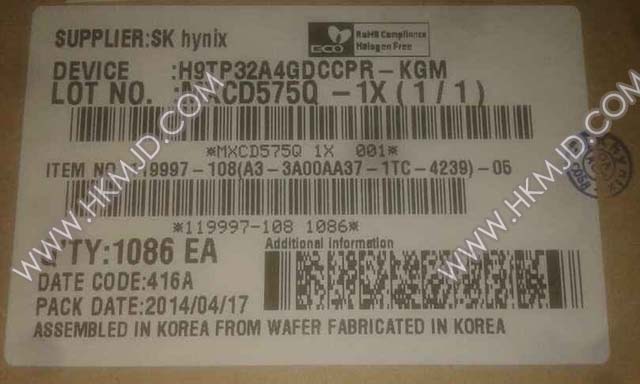 SUPPLIER:SK hynix
ECO
RoHS Compliance
Halogen Free
DEVICE :H9TP32A4GDCCPR-KGM
LOT NO. :MXCD575Q -1X(1/1)
*MXCD575Q 1X 001*
ITEM NO.:119997-108(A3-3A00AA37-1TC-4239)-05
*119997-108 1086*
Q'TY:1086 EA
Additional information
DATE CODE:416A
PACK DATE:2014/04/17
ASSEMBLED IN KOREA FROM WAFER FABRICATED IN KOREA
WWW.HKMJD.COM
WWW.HKMJD.COM